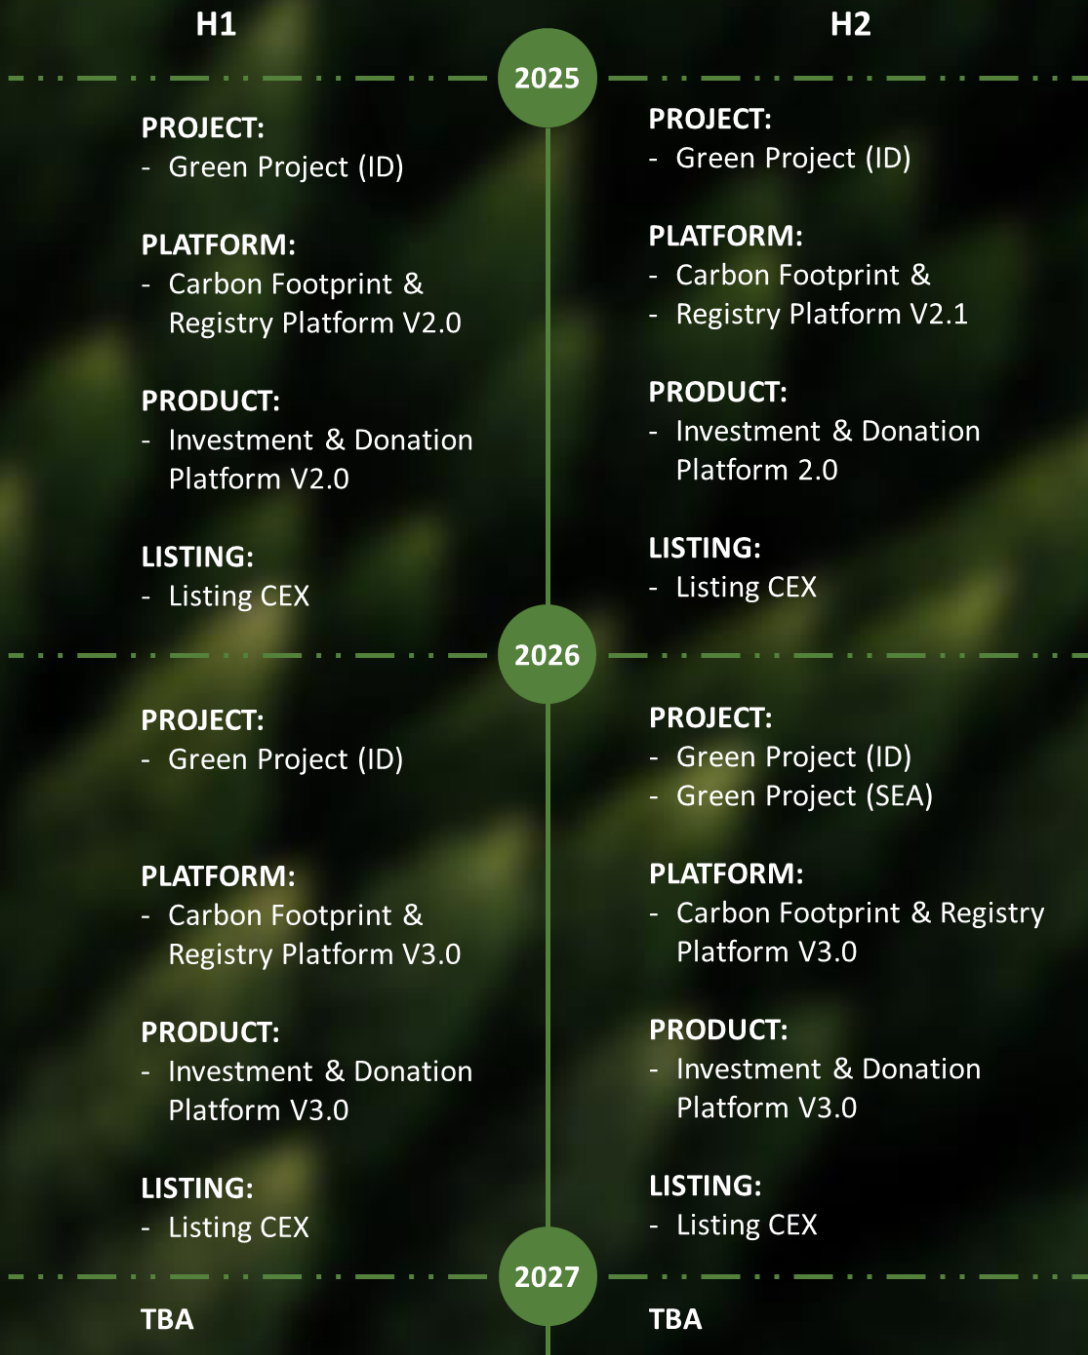 H1
H2
2025
PROJECT:
- Green Project (ID)
PLATFORM:
- Carbon Footprint &
Registry Platform V2.0
PRODUCT:
- Investment & Donation
Platform V2.0
LISTING:
- Listing CEX
PROJECT:
- Green Project (ID)
PLATFORM:
- Carbon Footprint &
- Registry Platform V2.1
PRODUCT:
- Investment & Donation
Platform 2.0
LISTING:
- Listing CEX
2026
PROJECT:
- Green Project (ID)
PLATFORM:
- Carbon Footprint &
Registry Platform V3.0
PRODUCT:
- Investment & Donation
Platform V3.0
LISTING:
- Listing CEX
PROJECT:
- Green Project (ID)
- Green Project (SEA)
PLATFORM:
- Carbon Footprint & Registry
Platform V3.0
PRODUCT:
- Investment & Donation
Platform V3.0
LISTING:
- Listing CEX
2027
TBA
TBA